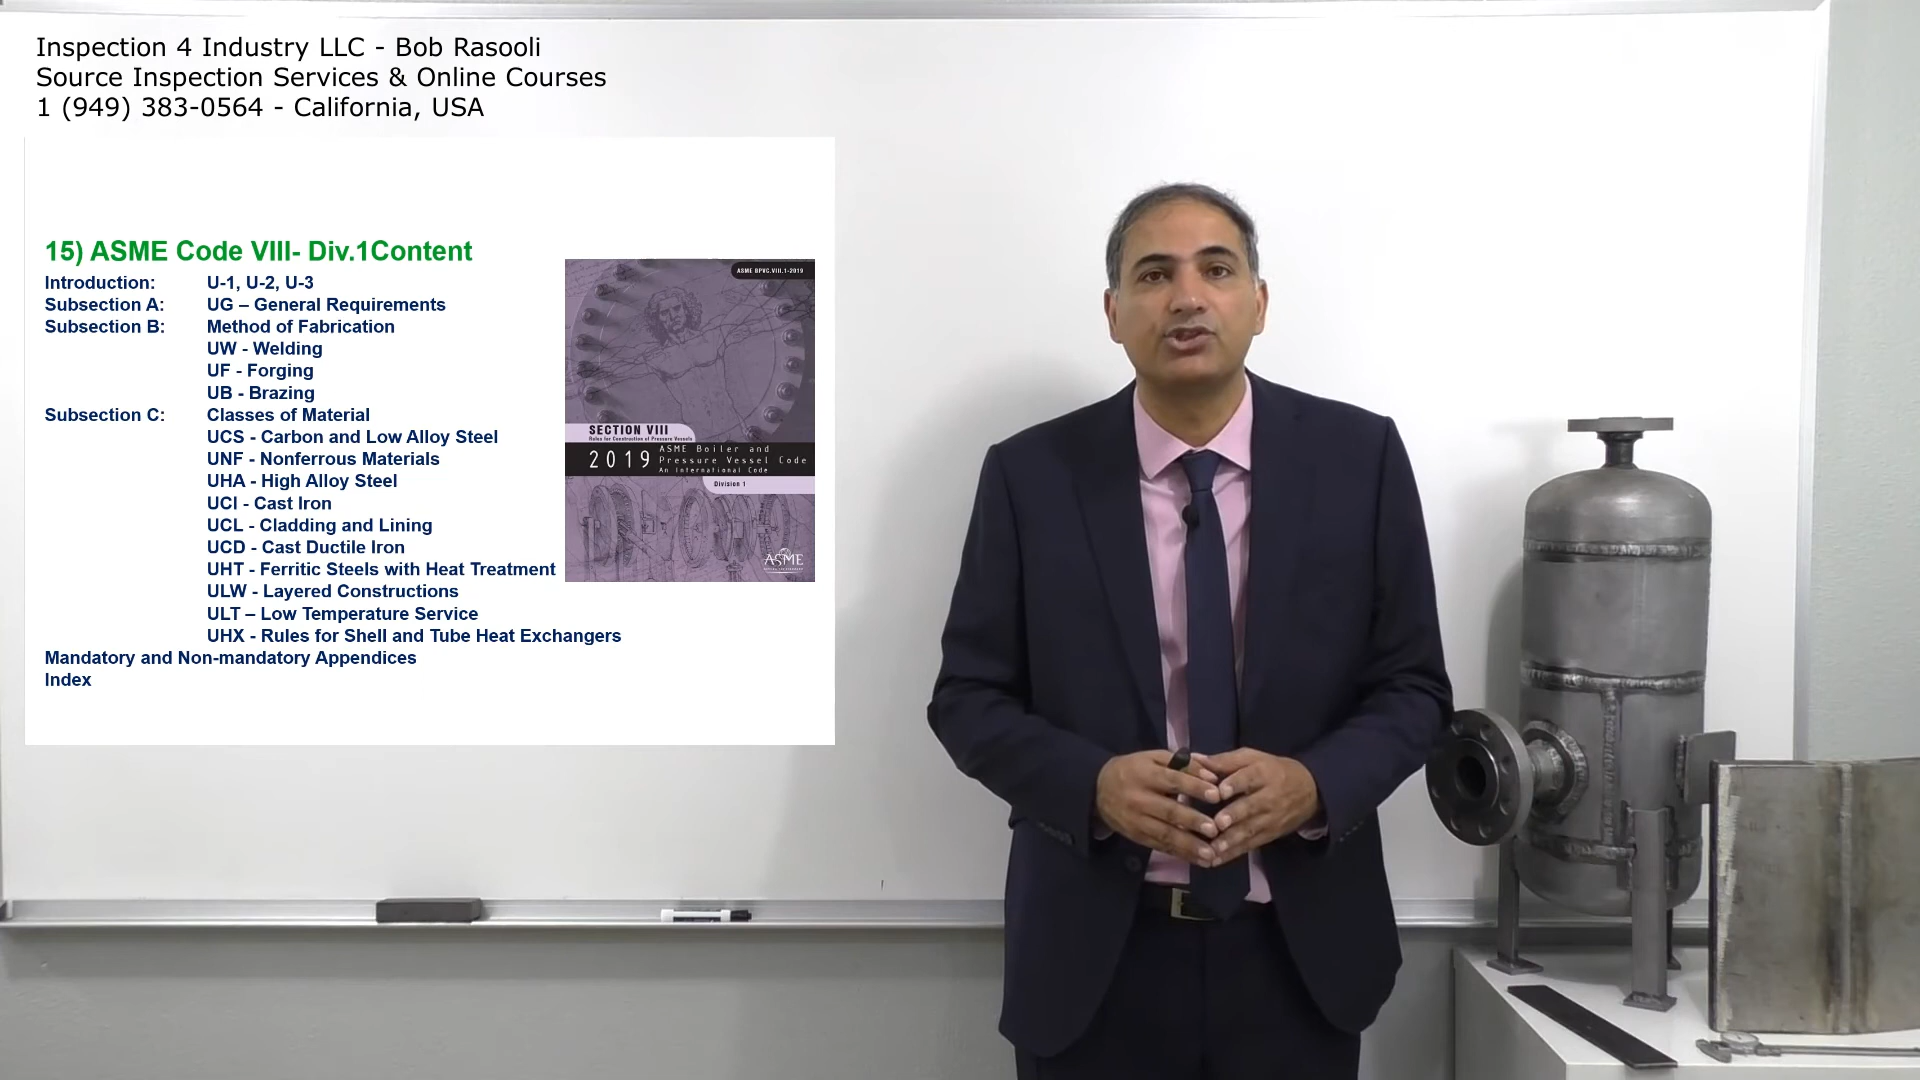 Inspection 4 Industry LLC - Bob Rasooli
Source Inspection Services & Online Courses
1 (949) 383-0564 - California, USA
15) ASME Code VIII- Div.1Content
Introduction: U-1, U-2, U-3
Subsection A: UG – General Requirements
Subsection B: Method of Fabrication
UW - Welding
UF - Forging
UB - Brazing
Subsection C: Classes of Material
UCS - Carbon and Low Alloy Steel
UNF - Nonferrous Materials
UHA - High Alloy Steel
UCI - Cast Iron
UCL - Cladding and Lining
UCD - Cast Ductile Iron
UHT - Ferritic Steels with Heat Treatment
ULW - Layered Constructions
ULT – Low Temperature Service
UHX - Rules for Shell and Tube Heat Exchangers
Mandatory and Non-mandatory Appendices
Index
ASME BPVC.VIII.1-2019
SECTION VIII
Rules for Construction of Pressure Vessels
2019
ASME Boiler and
Pressure Vessel Code
An International Code
Division 1
ASME